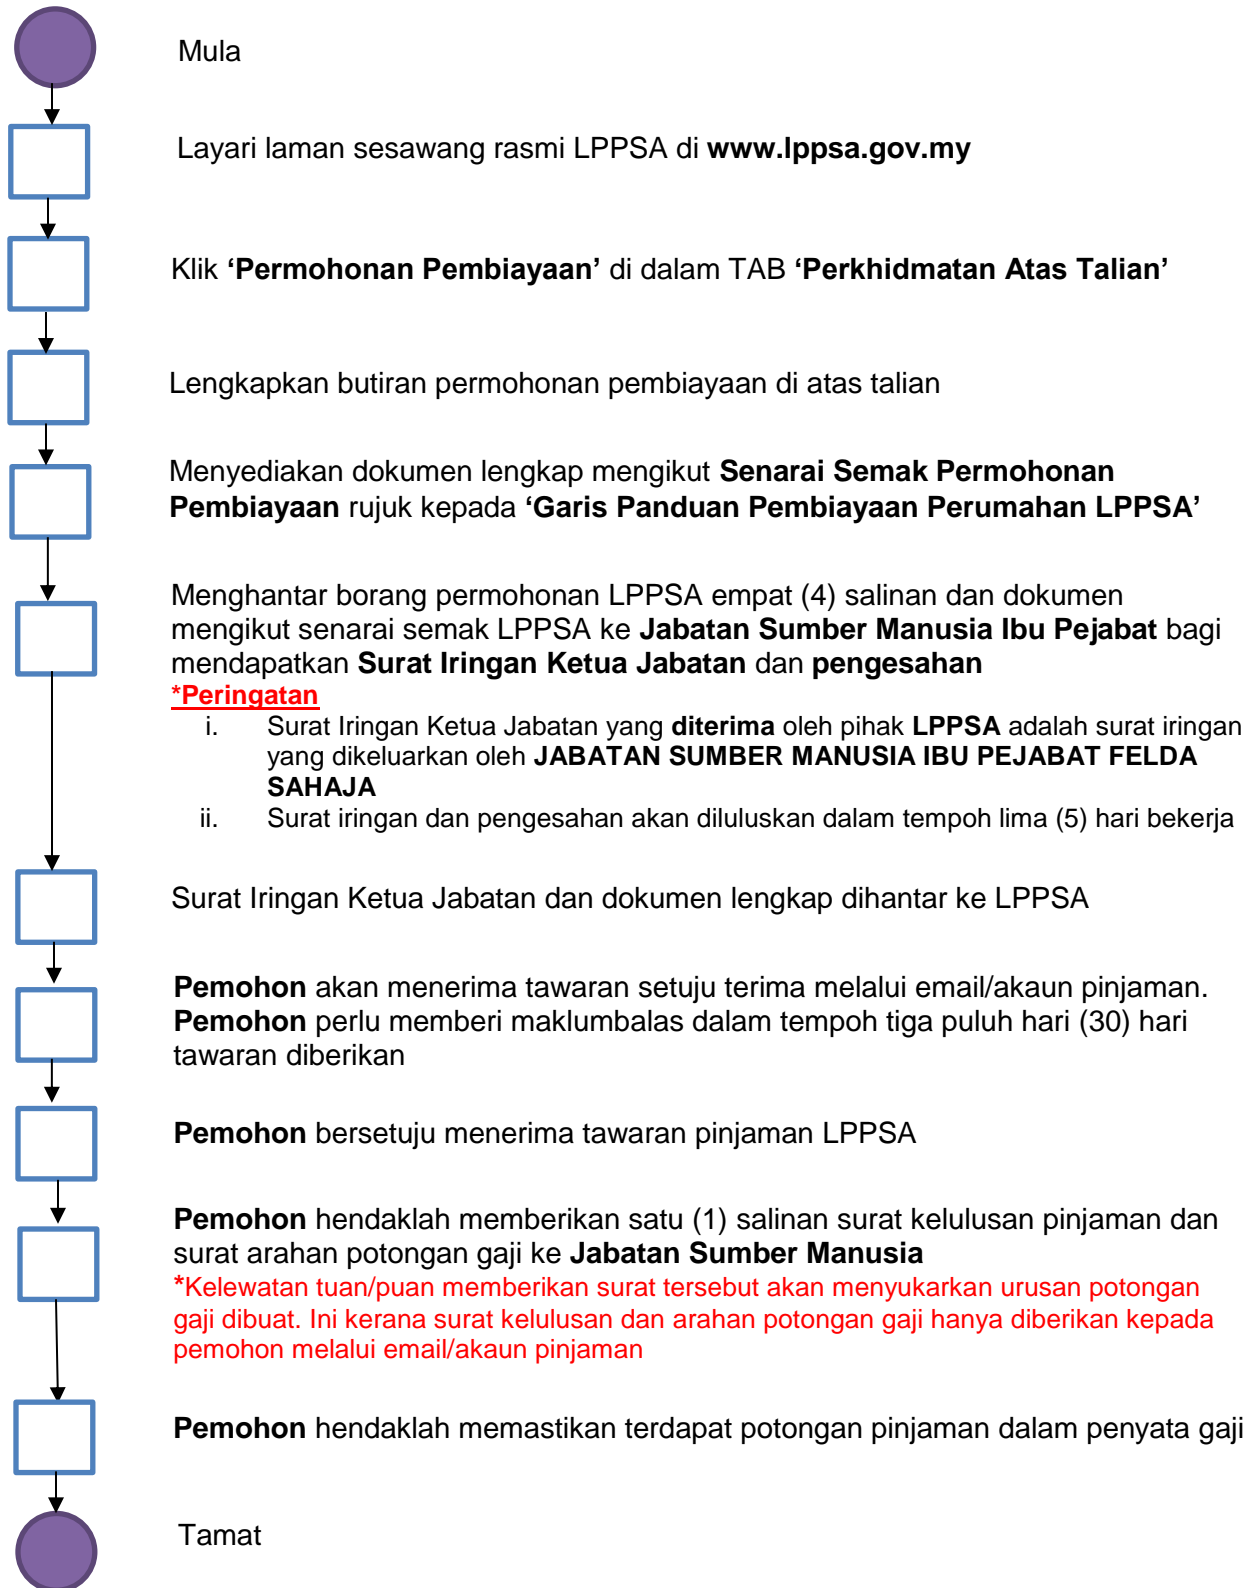 Mula
Layari laman sesawang rasmi LPPSA di www.lppsa.gov.my
Klik ‘Permohonan Pembiayaan’ di dalam TAB ‘Perkhidmatan Atas Talian’
Lengkapkan butiran permohonan pembiayaan di atas talian
Menyediakan dokumen lengkap mengikut Senarai Semak Permohonan
Pembiayaan rujuk kepada ‘Garis Panduan Pembiayaan Perumahan LPPSA’
Menghantar borang permohonan LPPSA empat (4) salinan dan dokumen
mengikut senarai semak LPPSA ke Jabatan Sumber Manusia Ibu Pejabat bagi
mendapatkan Surat Iringan Ketua Jabatan dan pengesahan
*Peringatan
i. Surat Iringan Ketua Jabatan yang diterima oleh pihak LPPSA adalah surat iringan
yang dikeluarkan oleh JABATAN SUMBER MANUSIA IBU PEJABAT FELDA
SAHAJA
ii. Surat iringan dan pengesahan akan diluluskan dalam tempoh lima (5) hari bekerja
Surat Iringan Ketua Jabatan dan dokumen lengkap dihantar ke LPPSA
Pemohon akan menerima tawaran setuju terima melalui email/akaun pinjaman.
Pemohon perlu memberi maklumbalas dalam tempoh tiga puluh hari (30) hari
tawaran diberikan
Pemohon bersetuju menerima tawaran pinjaman LPPSA
Pemohon hendaklah memberikan satu (1) salinan surat kelulusan pinjaman dan
surat arahan potongan gaji ke Jabatan Sumber Manusia
*Kelewatan tuan/puan memberikan surat tersebut akan menyukarkan urusan potongan
gaji dibuat. Ini kerana surat kelulusan dan arahan potongan gaji hanya diberikan kepada
pemohon melalui email/akaun pinjaman
Pemohon hendaklah memastikan terdapat potongan pinjaman dalam penyata gaji
Tamat